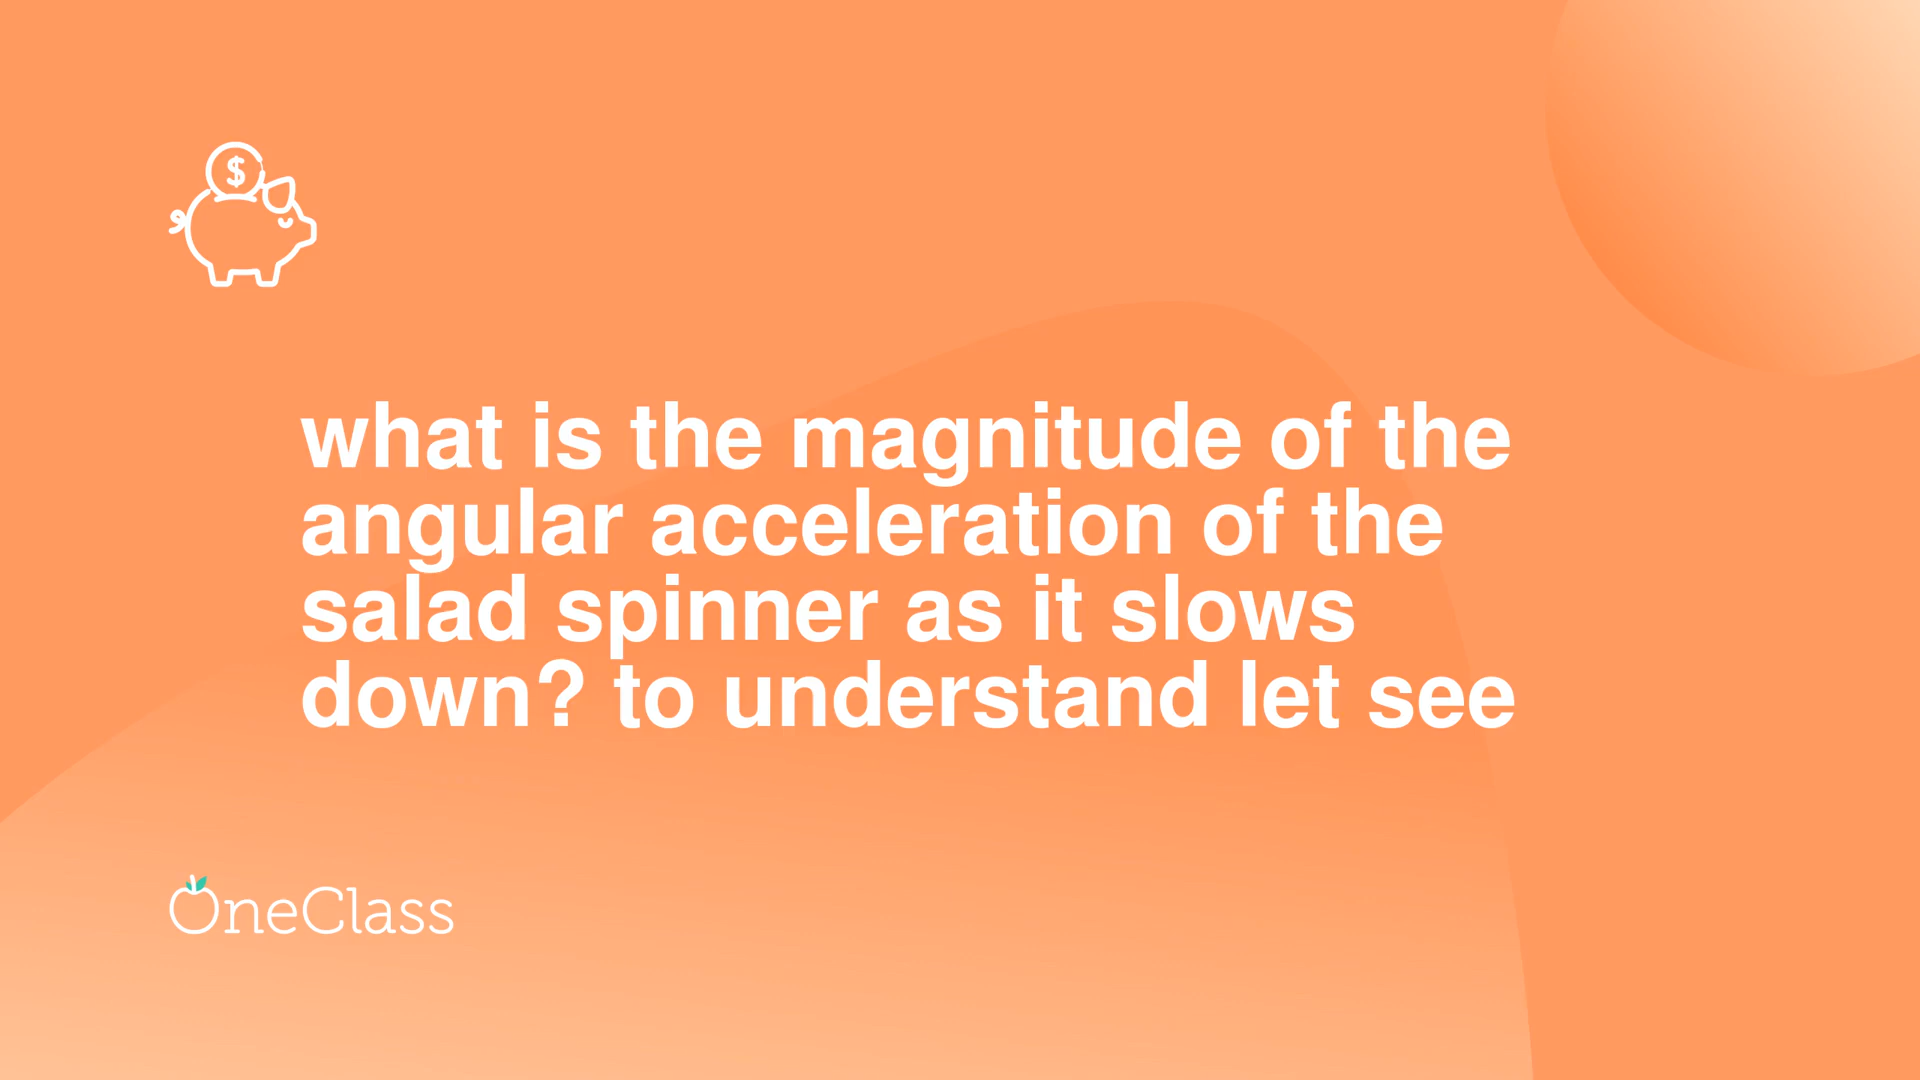 $
what is the magnitude of the
angular acceleration of the
salad spinner as it slows
down? to understand let see
OneClass